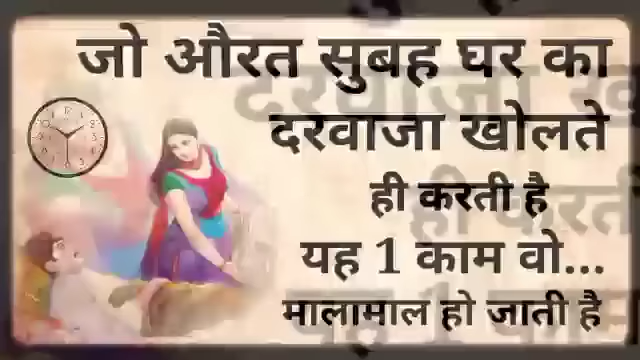 जो औरत सुबह घर का
दरवाजा खोलते
ही करती है
यह 1 काम वो...
मालामाल हो जाती है